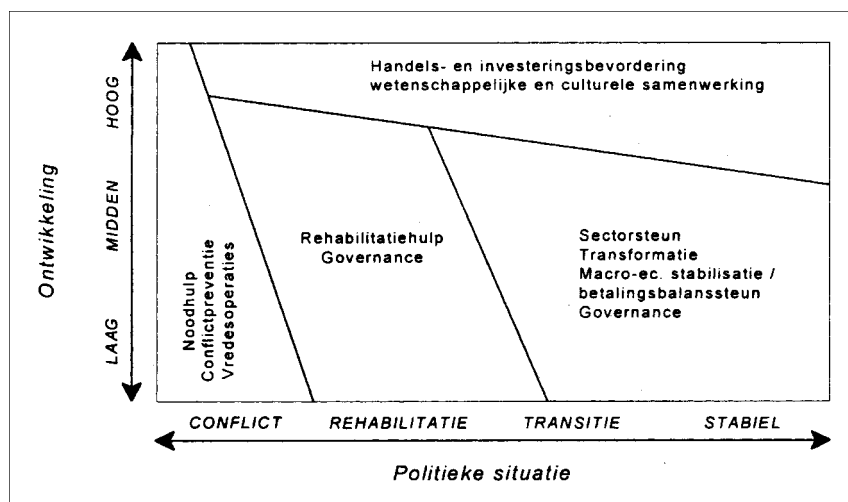 Handels- en investeringsbevordering
wetenschappelijke en culturele samenwerking
HOOG
MIDDEN
LAAG
Ontwikkeling
Noodhulp
Conflictpreventie
Vredesoperaties
Rehabilitatiehulp
Governance
Sectorsteun
Transformatie
Macro-ec. stabilisatie /
betalingsbalanssteun
Governance
CONFLICT REHABILITATIE TRANSITIE STABIEL
Politieke situatie